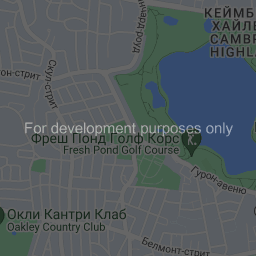 КЕЙМБ
ХАЙЛЕ
CAMBR
HIGHL
он-стрит
Скул-стрит
For development purposes only
Фреш Понд Голф Корс
Fresh Pond Golf Course
Гурон-авеню
Окли Кантри Клаб
Oakley Country Club
Белмонт-стрит